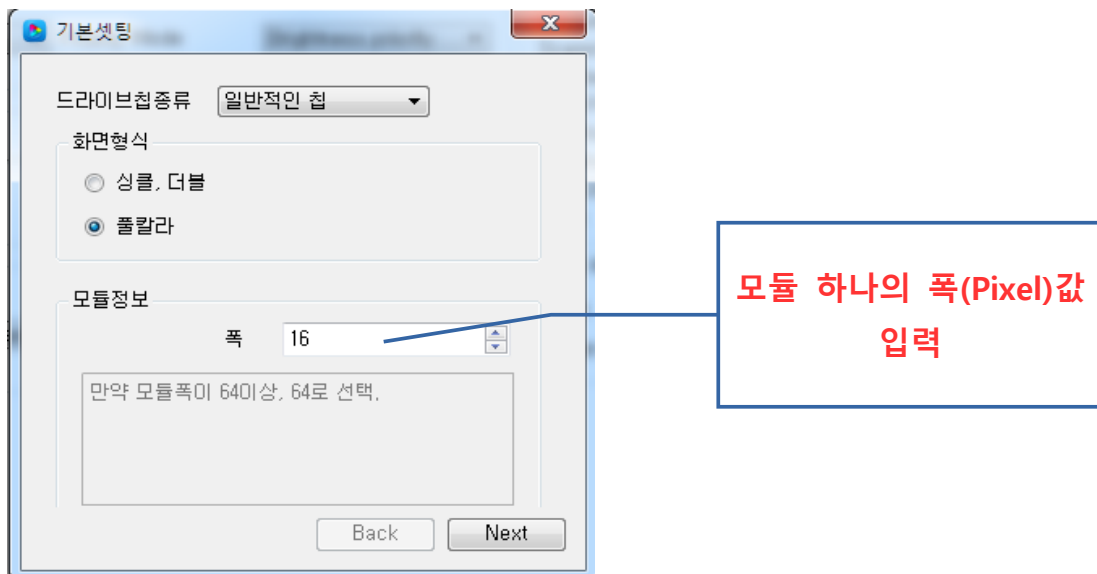 기본셋팅
드라이브칩종류 일반적인 칩
화면형식
싱클, 더블
풀칼라
모듈정보
폭 16
만약 모듈폭이 64이상, 64로 선택.
Back Next
모듈 하나의 폭(Pixel)값
입력